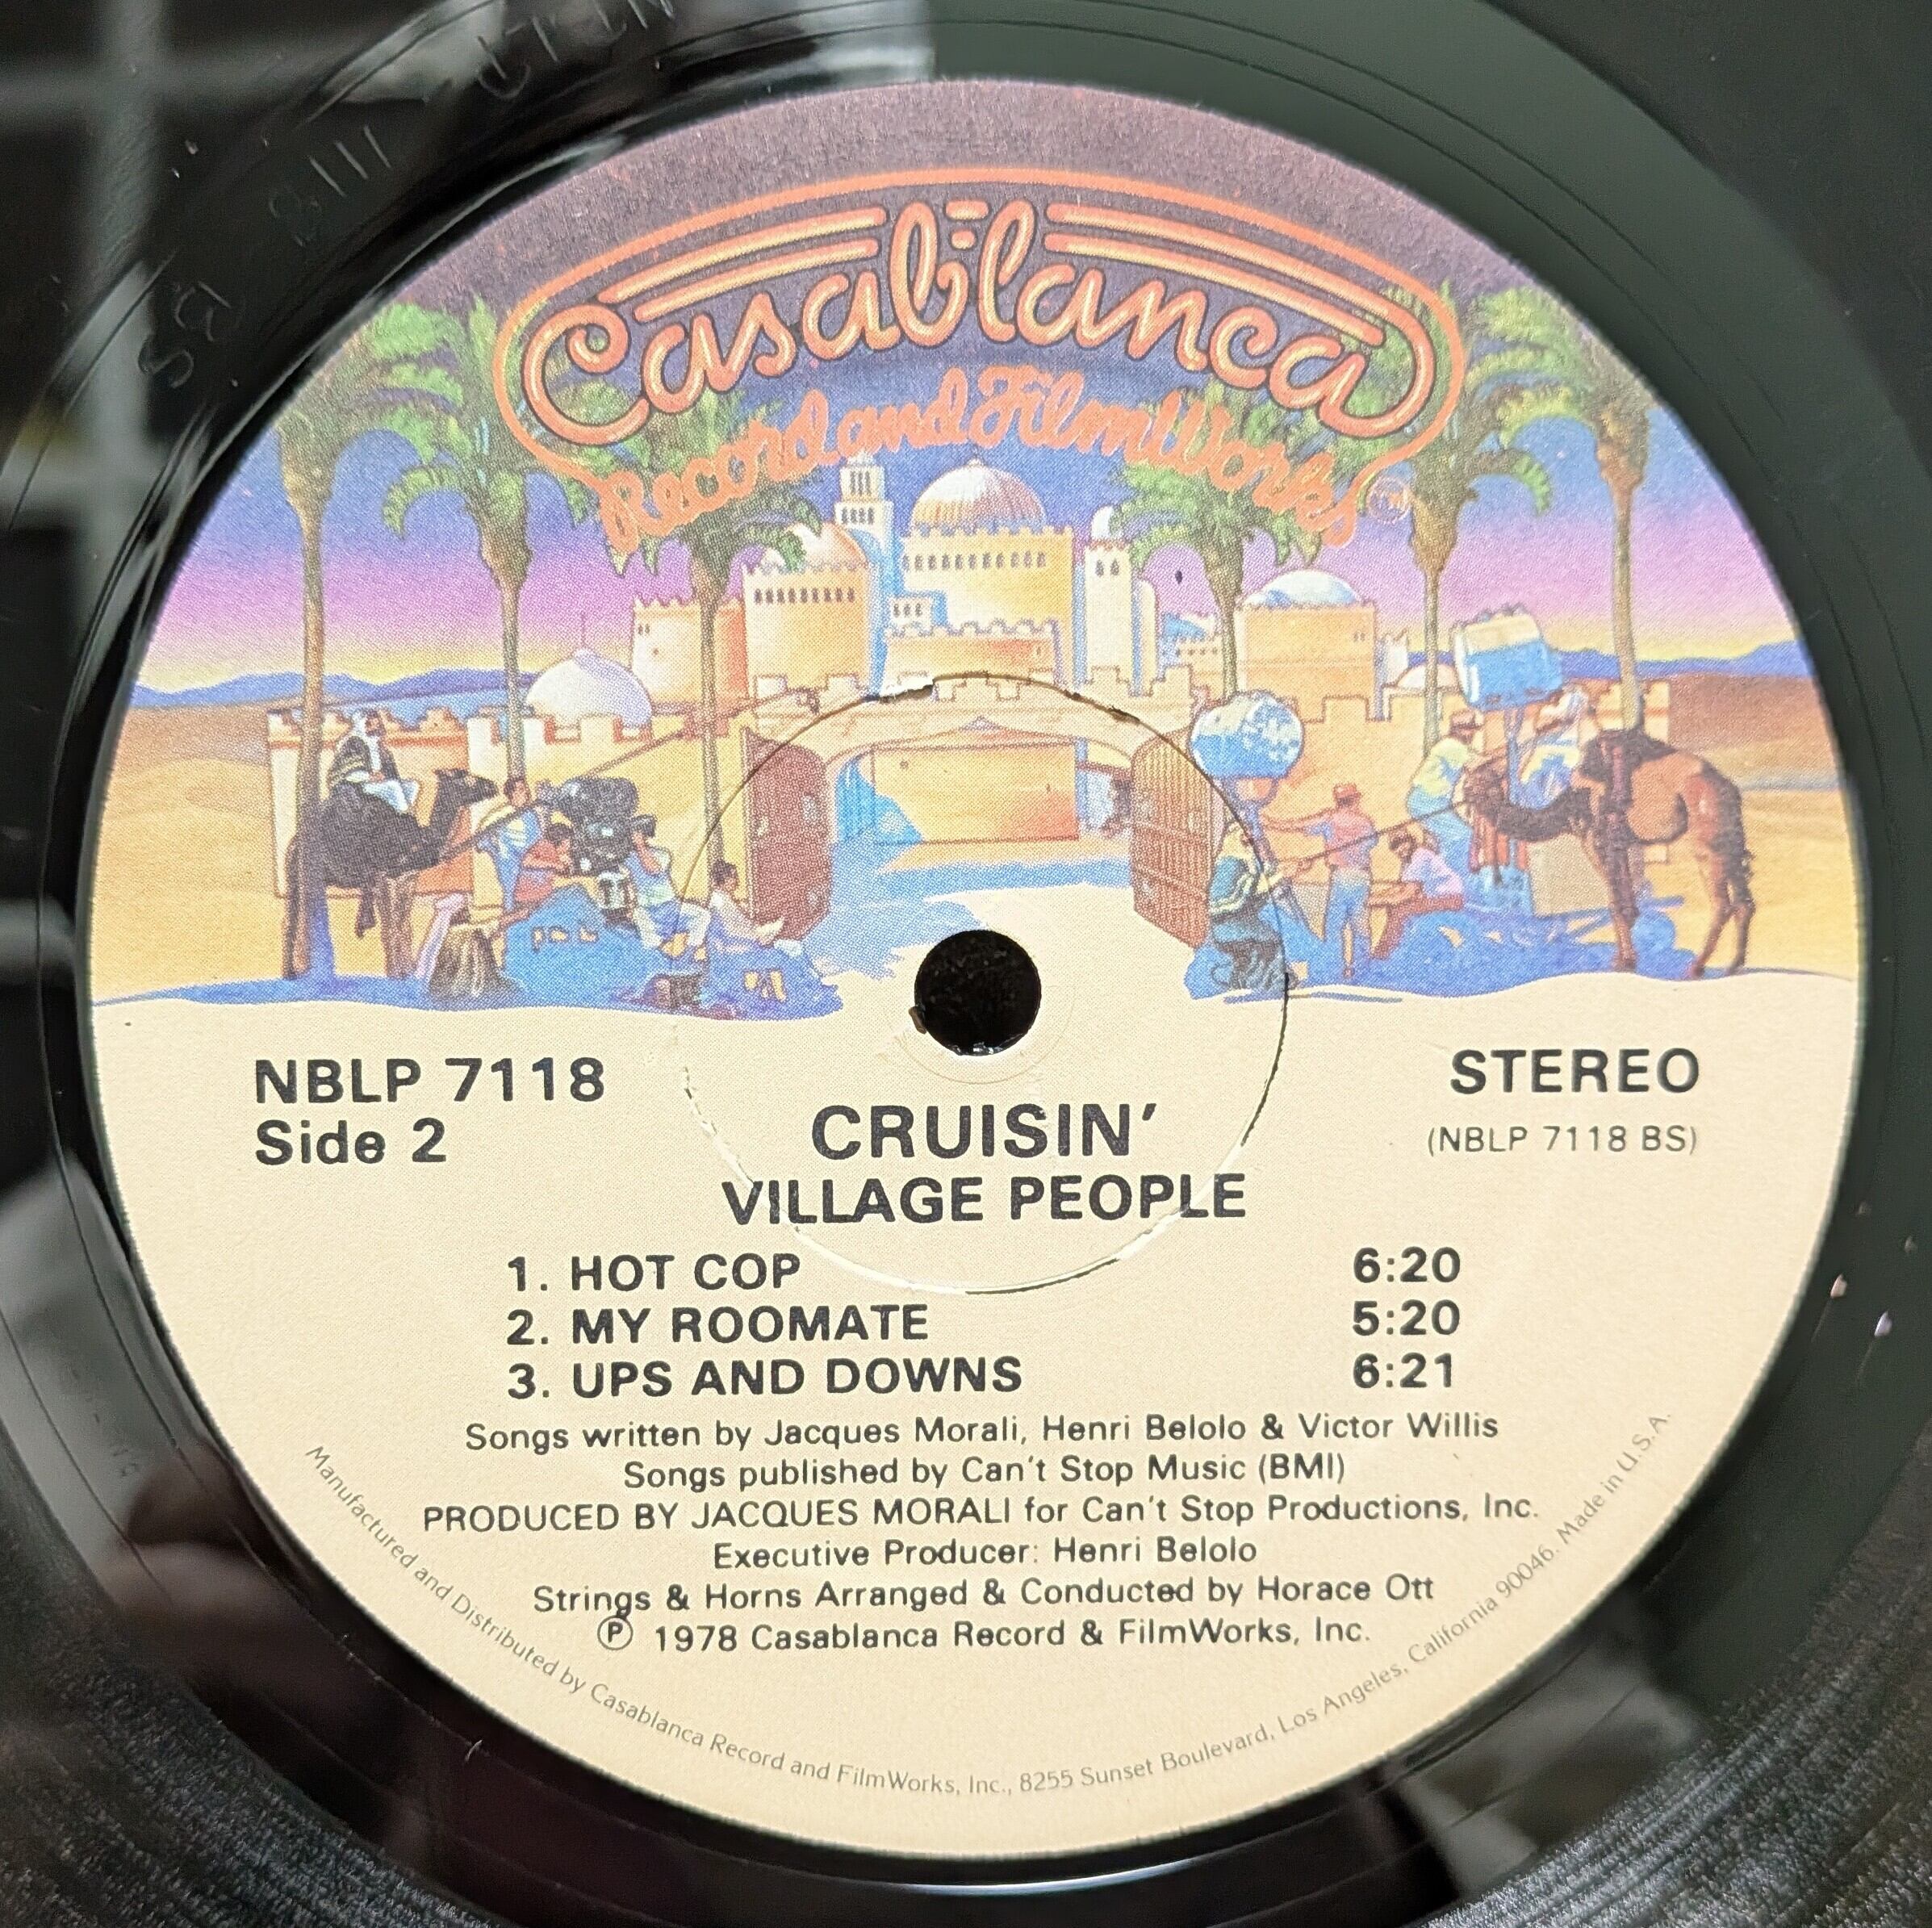 Casablanca
Record and FilmWorks
NBLP 7118
Side 2
STEREO
(NBLP 7118 BS)
CRUISIN'
VILLAGE PEOPLE
1. HOT COP 6:20
2. MY ROOMATE 5:20
3. UPS AND DOWNS 6:21
Songs written by Jacques Morali, Henri Belolo & Victor Willis
Songs published by Can't Stop Music (BMI)
PRODUCED BY JACQUES MORALI for Can't Stop Productions, Inc.
Executive Producer: Henri Belolo
Strings & Horns Arranged & Conducted by Horace Ott
℗ 1978 Casablanca Record & FilmWorks, Inc.
Manufactured and Distributed by Casablanca Record and FilmWorks, Inc., 8255 Sunset Boulevard, Los Angeles, California 90046. Made in U.S.A.